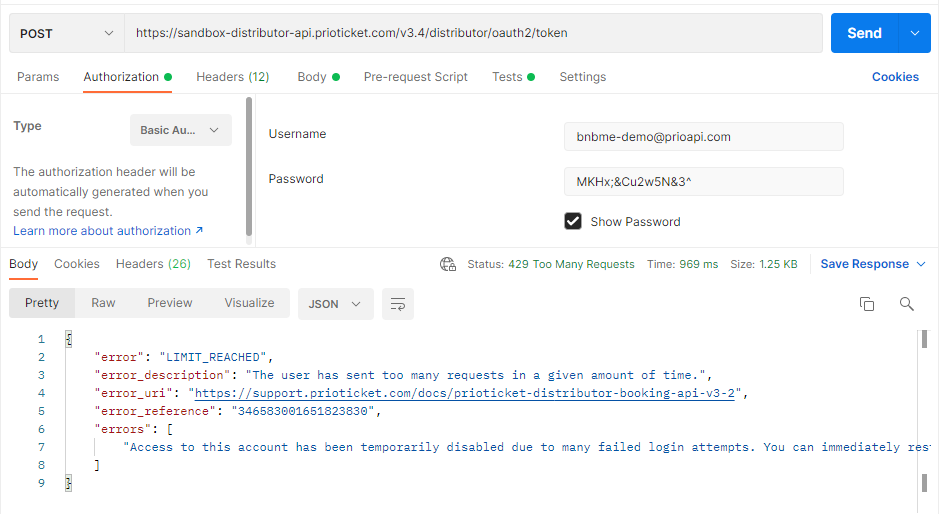 POST https://sandbox-distributor-api.prioticket.com/v3.4/distributor/oauth2/token Send
Params Authorization Headers (12) Body Pre-request Script Tests Settings Cookies
Type Basic Au...
The authorization header will be
automatically generated when you
send the request.
Learn more about authorization ↗
Username bnbme-demo@prioapi.com
Password MKHx;&Cu2w5N&3^
Show Password
Body Cookies Headers (26) Test Results Status: 429 Too Many Requests Time: 969 ms Size: 1.25 KB Save Response
Pretty Raw Preview Visualize JSON
1 {
2 "error": "LIMIT_REACHED",
3 "error_description": "The user has sent too many requests in a given amount of time.",
4 "error_uri": "https://support.prioticket.com/docs/prioticket-distributor-booking-api-v3-2",
5 "error_reference": "346583001651823830",
6 "errors": [
7 "Access to this account has been temporarily disabled due to many failed login attempts. You can immediately res
8 ]
9 }